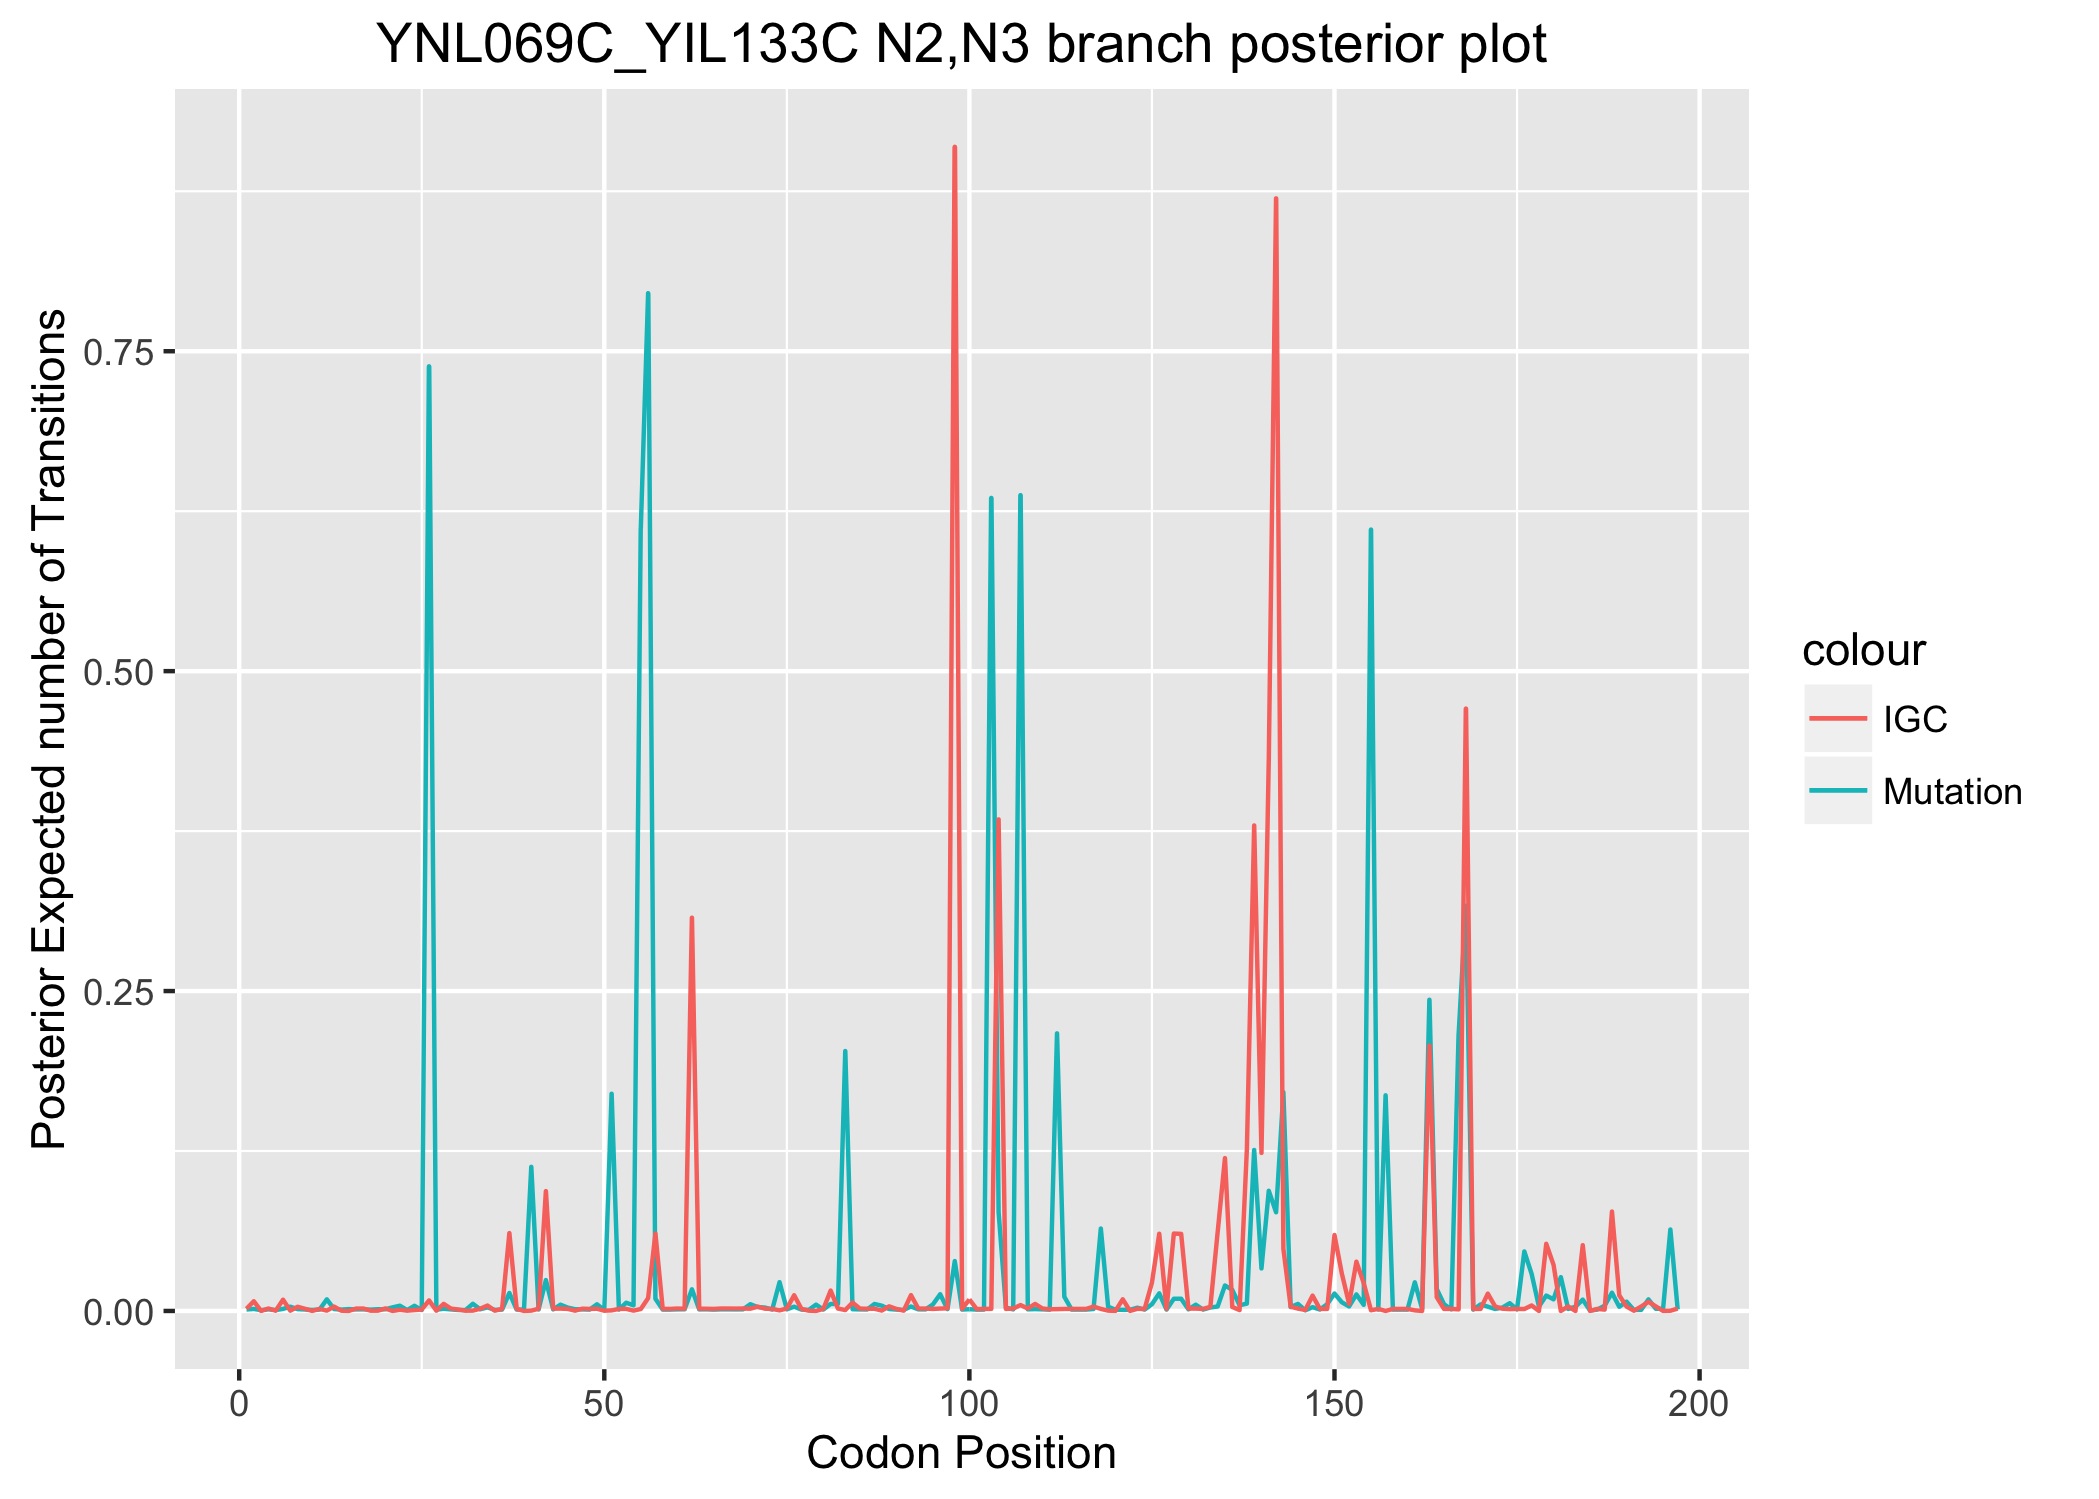 YNL069C_YIL133C N2,N3 branch posterior plot
Posterior Expected number of Transitions
0.75
0.50
0.25
0.00
0
50
100
150
200
Codon Position
colour
IGC
Mutation